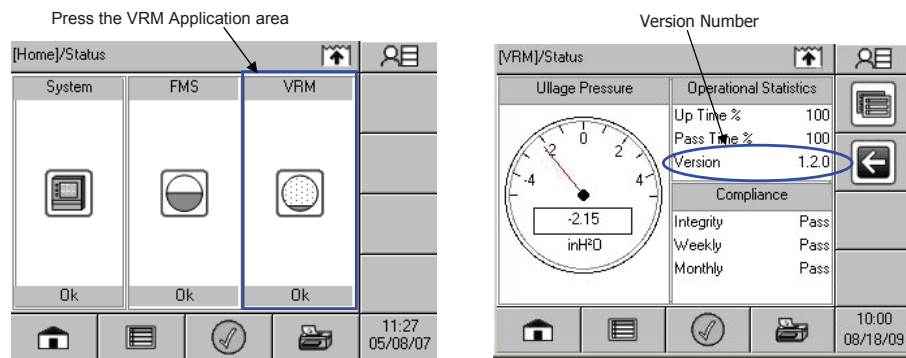 Press the VRM Application area
[Home]/Status
System FMS VRM
Ok Ok Ok
11:27
05/08/07
Version Number
[VRM]/Status
Ullage Pressure
Operational Statistics
Up Time % 100
Pass Time % 100
Version 1.2.0
-4 -2 0 2 4
-2.15
inH²O
Compliance
Integrity Pass
Weekly Pass
Monthly Pass
10:00
08/18/09